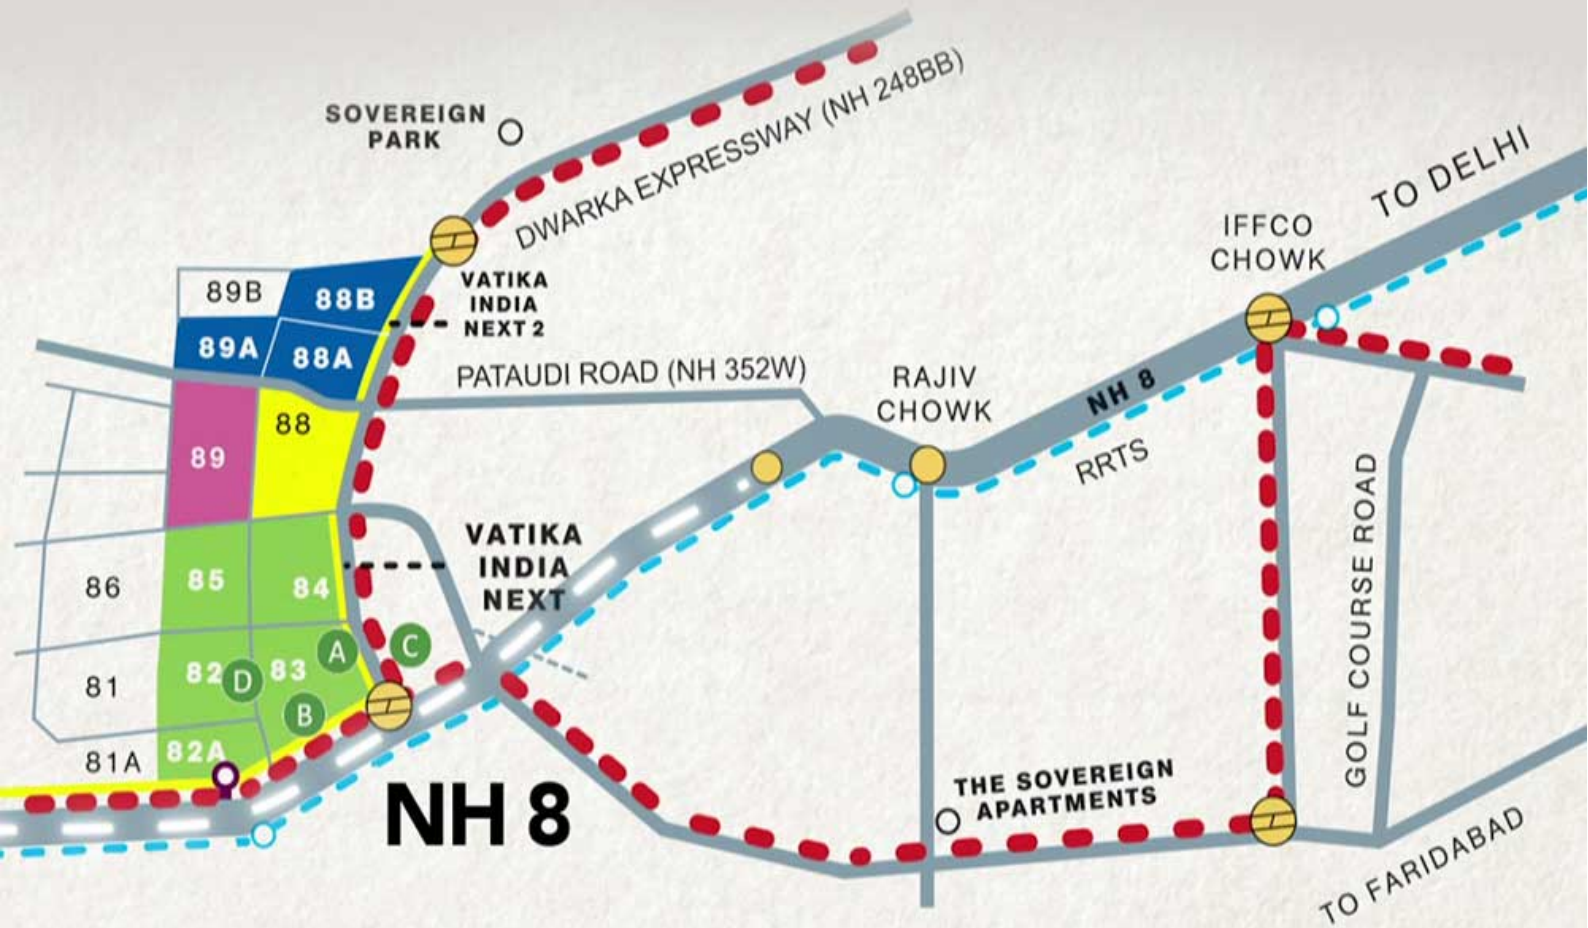 SOVEREIGN
PARK
DWARKA EXPRESSWAY (NH 248BB)
TO DELHI
IFFCO
CHOWK
89B
88B
VATIKA
INDIA
NEXT 2
89A
88A
PATAUDI ROAD (NH 352W)
RAJIV
CHOWK
NH 8
RRTS
88
89
GOLF COURSE ROAD
VATIKA
INDIA
NEXT
86
85
84
A
C
81
82
D
83
B
81A
82A
NH 8
THE SOVEREIGN
APARTMENTS
TO FARIDABAD